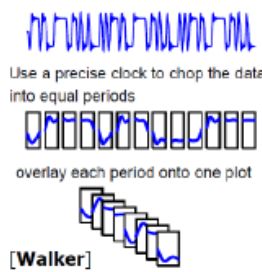 Use a precise clock to chop the data
into equal periods
overlay each period onto one plot
[Walker]